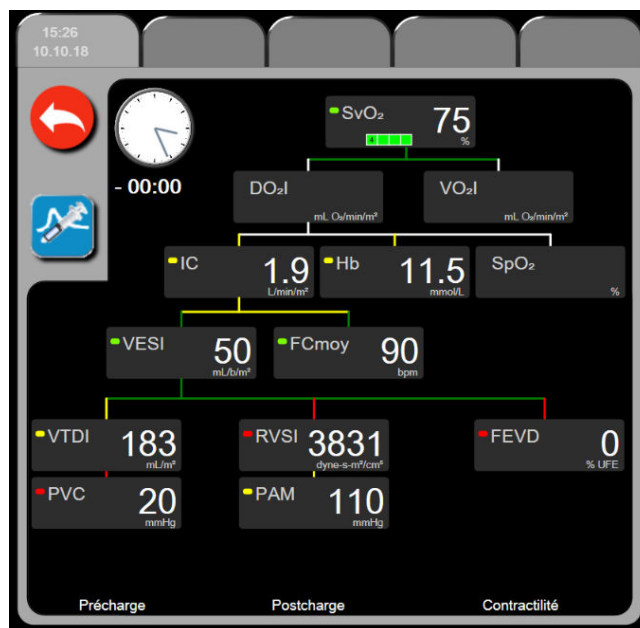 15:26
10.10.18
- 00:00
SvO₂ 75
4 %
DO₂I
mL O₂/min/m²
VO₂I
mL O₂/min/m²
IC 1.9
L/min/m²
Hb 11.5
mmol/L
SpO₂
%
VESI 50
mL/b/m²
FCmoy 90
bpm
VTDI 183
mL/m²
RVSI 3831
dyne-s-m²/cm⁵
FEVD 0
% UFE
PVC 20
mmHg
PAM 110
mmHg
Précharge Postcharge Contractilité